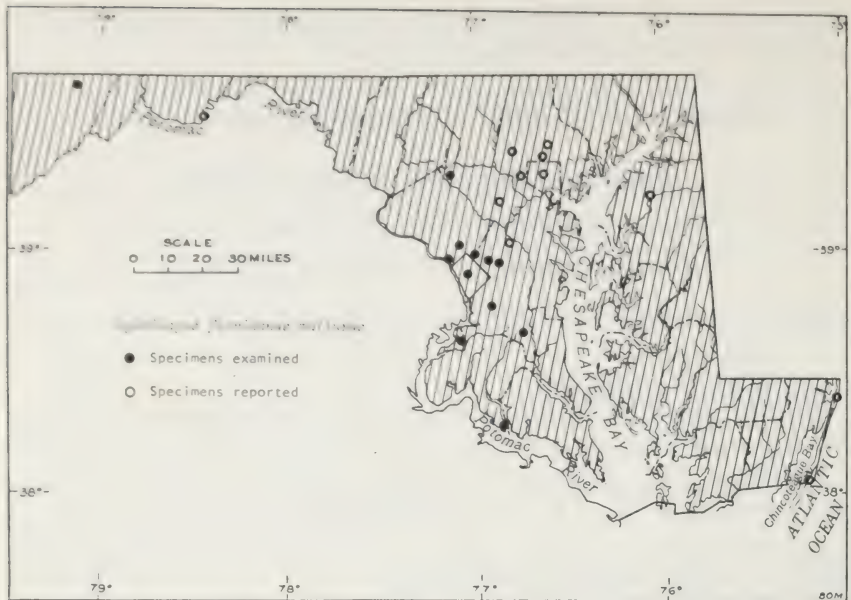 79° 77° 76° 75°
Potomac River
39° 39°
SCALE
0 10 20 30 MILES
CHESAPEAKE BAY
● Specimens examined
○ Specimens reported
Potomac River
38° 38°
Chincoteague Bay
ATLANTIC OCEAN
79° 78° 77° 76°
80M